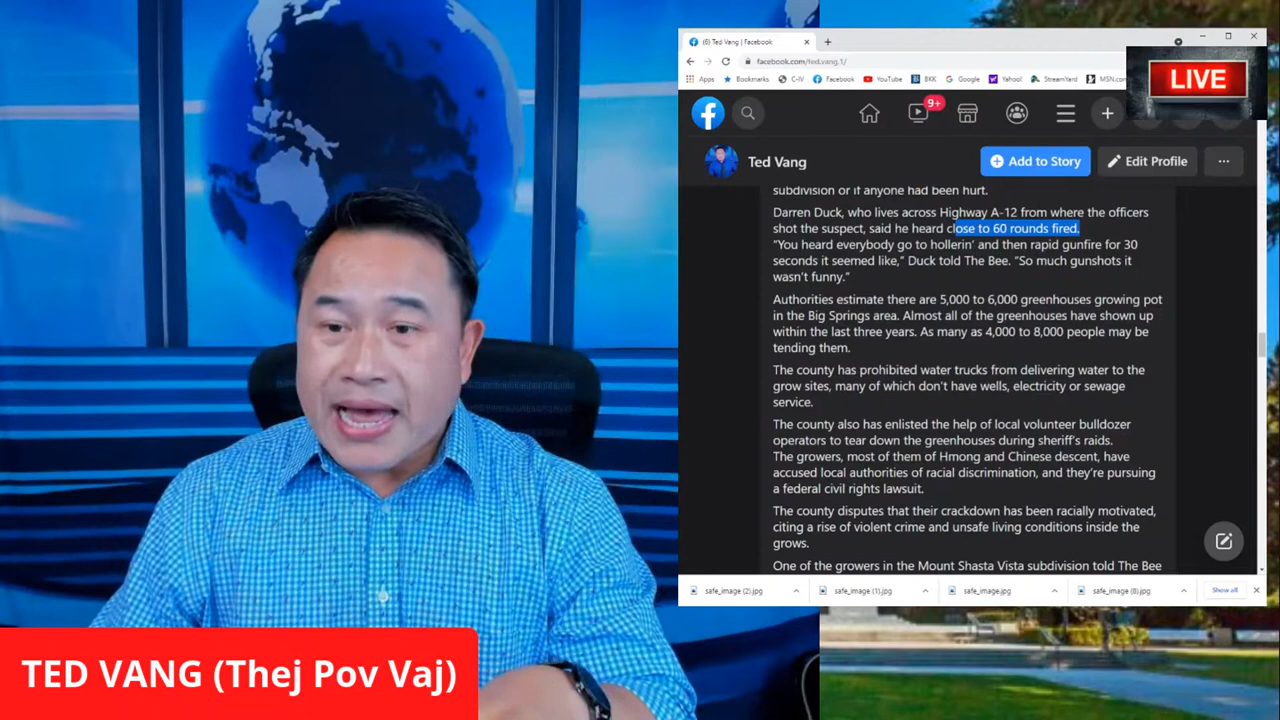 (6) Ted Vang | Facebook
facebook.com/ted.vang.1/
Apps Bookmarks C-IV Facebook YouTube BKK Google Yahoo! StreamYard MSN.com
LIVE
9+
Ted Vang
Add to Story
Edit Profile
subdivision or if anyone had been hurt.
Darren Duck, who lives across Highway A-12 from where the officers
shot the suspect, said he heard close to 60 rounds fired.
“You heard everybody go to hollerin’ and then rapid gunfire for 30
seconds it seemed like,” Duck told The Bee. “So much gunshots it
wasn’t funny.”
Authorities estimate there are 5,000 to 6,000 greenhouses growing pot
in the Big Springs area. Almost all of the greenhouses have shown up
within the last three years. As many as 4,000 to 8,000 people may be
tending them.
The county has prohibited water trucks from delivering water to the
grow sites, many of which don’t have wells, electricity or sewage
service.
The county also has enlisted the help of local volunteer bulldozer
operators to tear down the greenhouses during sheriff’s raids.
The growers, most of them of Hmong and Chinese descent, have
accused local authorities of racial discrimination, and they’re pursuing
a federal civil rights lawsuit.
The county disputes that their crackdown has been racially motivated,
citing a rise of violent crime and unsafe living conditions inside the
grows.
One of the growers in the Mount Shasta Vista subdivision told The Bee
safe_image (2).jpg
safe_image (1).jpg
safe_image.jpg
safe_image (8).jpg
Show all
TED VANG (Thej Pov Vaj)